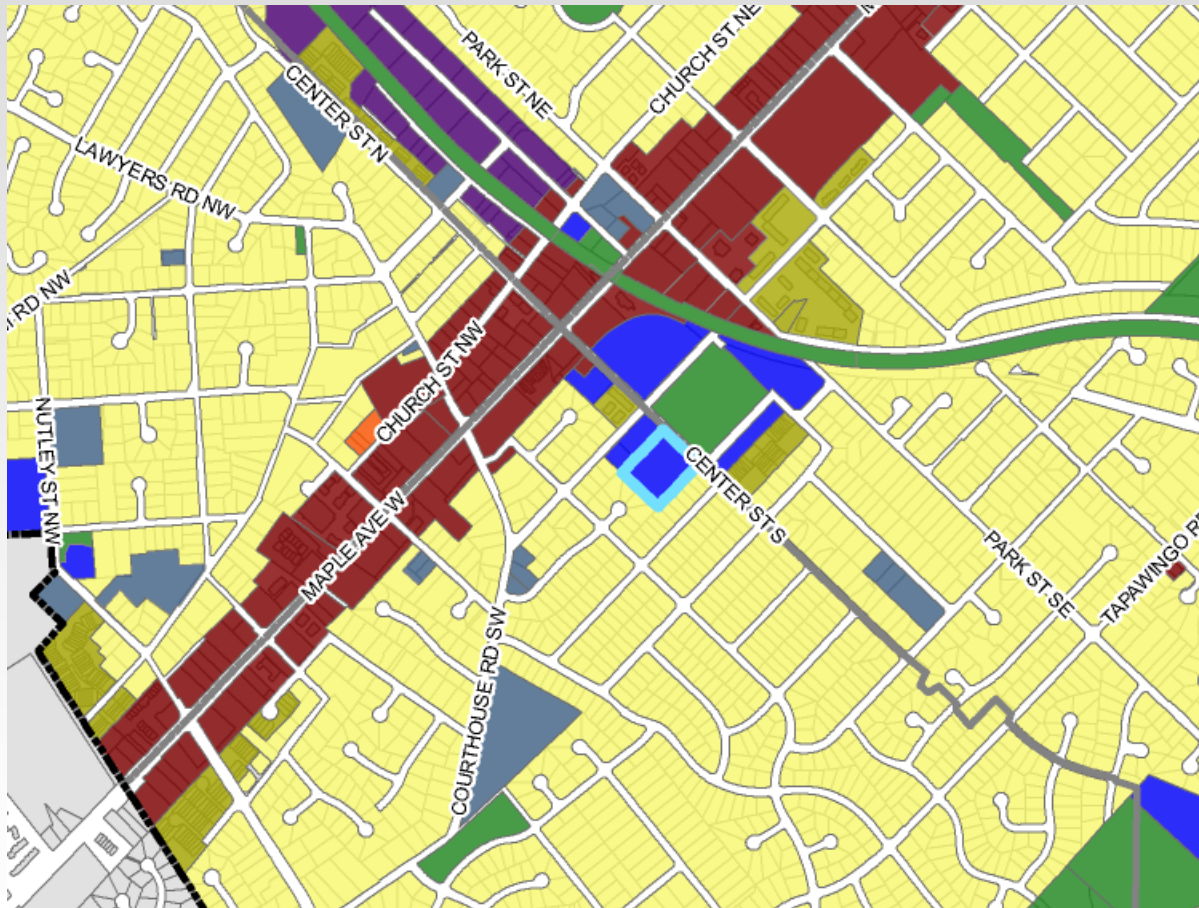 PARK ST NE
CHURCH ST NE
CENTER ST N
LAWYERS RD NW
RD NW
CHURCH ST NW
NUTLEY ST NW
MAPLE AVE W
CENTER ST S
PARK ST SE
TAPAWINGO R
COURTHOUSE RD SW